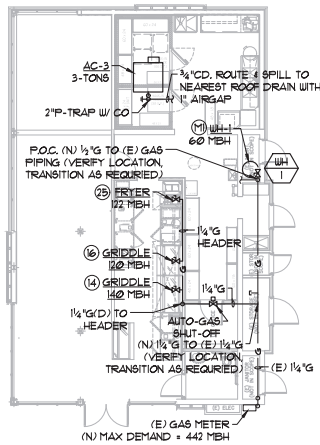 AC-3
3-TONS
3/4"CD. ROUTE & SPILL TO
NEAREST ROOF DRAIN WITH
1" AIRGAP
2"P-TRAP W/ CO
M1 WH-1
60 MBH
P.O.C. (N) 1/2"G TO (E) GAS
PIPING (VERIFY LOCATION,
TRANSITION AS REQURIED)
WH
1
25 FRYER
122 MBH
1¼"G
HEADER
16 GRIDDLE
120 MBH
14 GRIDDLE
140 MBH
1¼"G
1¼"G(D) TO
HEADER
AUTO-GAS
SHUT-OFF
(N) 1¼"G TO (E) 1¼"G
(VERIFY LOCATION,
TRANSITION AS REQURIED)
(E) 1¼"G
G
(E) GAS METER
(N) MAX DEMAND = 442 MBH